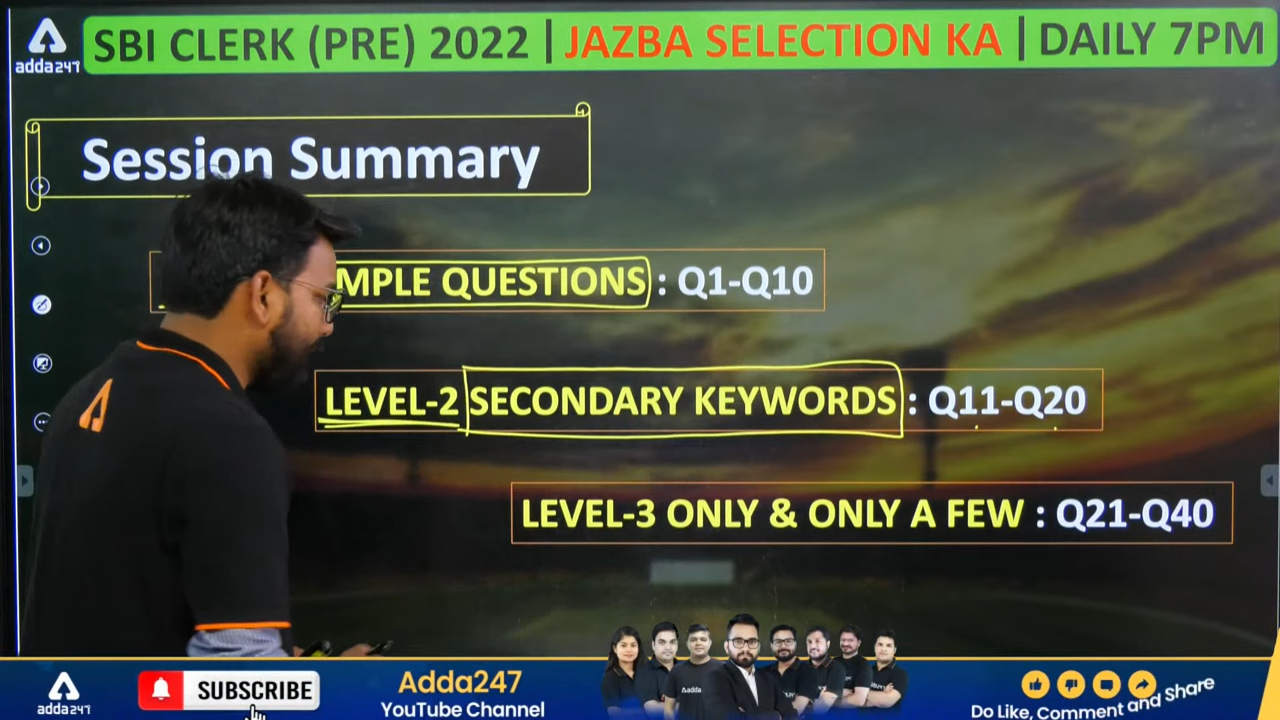 adda247
SBI CLERK (PRE) 2022 | JAZBA SELECTION KA | DAILY 7PM
Session Summary
QUESTIONS : Q1-Q10
LEVEL-2 SECONDARY KEYWORDS : Q11-Q20
LEVEL-3 ONLY & ONLY A FEW : Q21-Q40
adda247
SUBSCRIBE
Adda247
YouTube Channel
adda
Do Like, Comment and Share